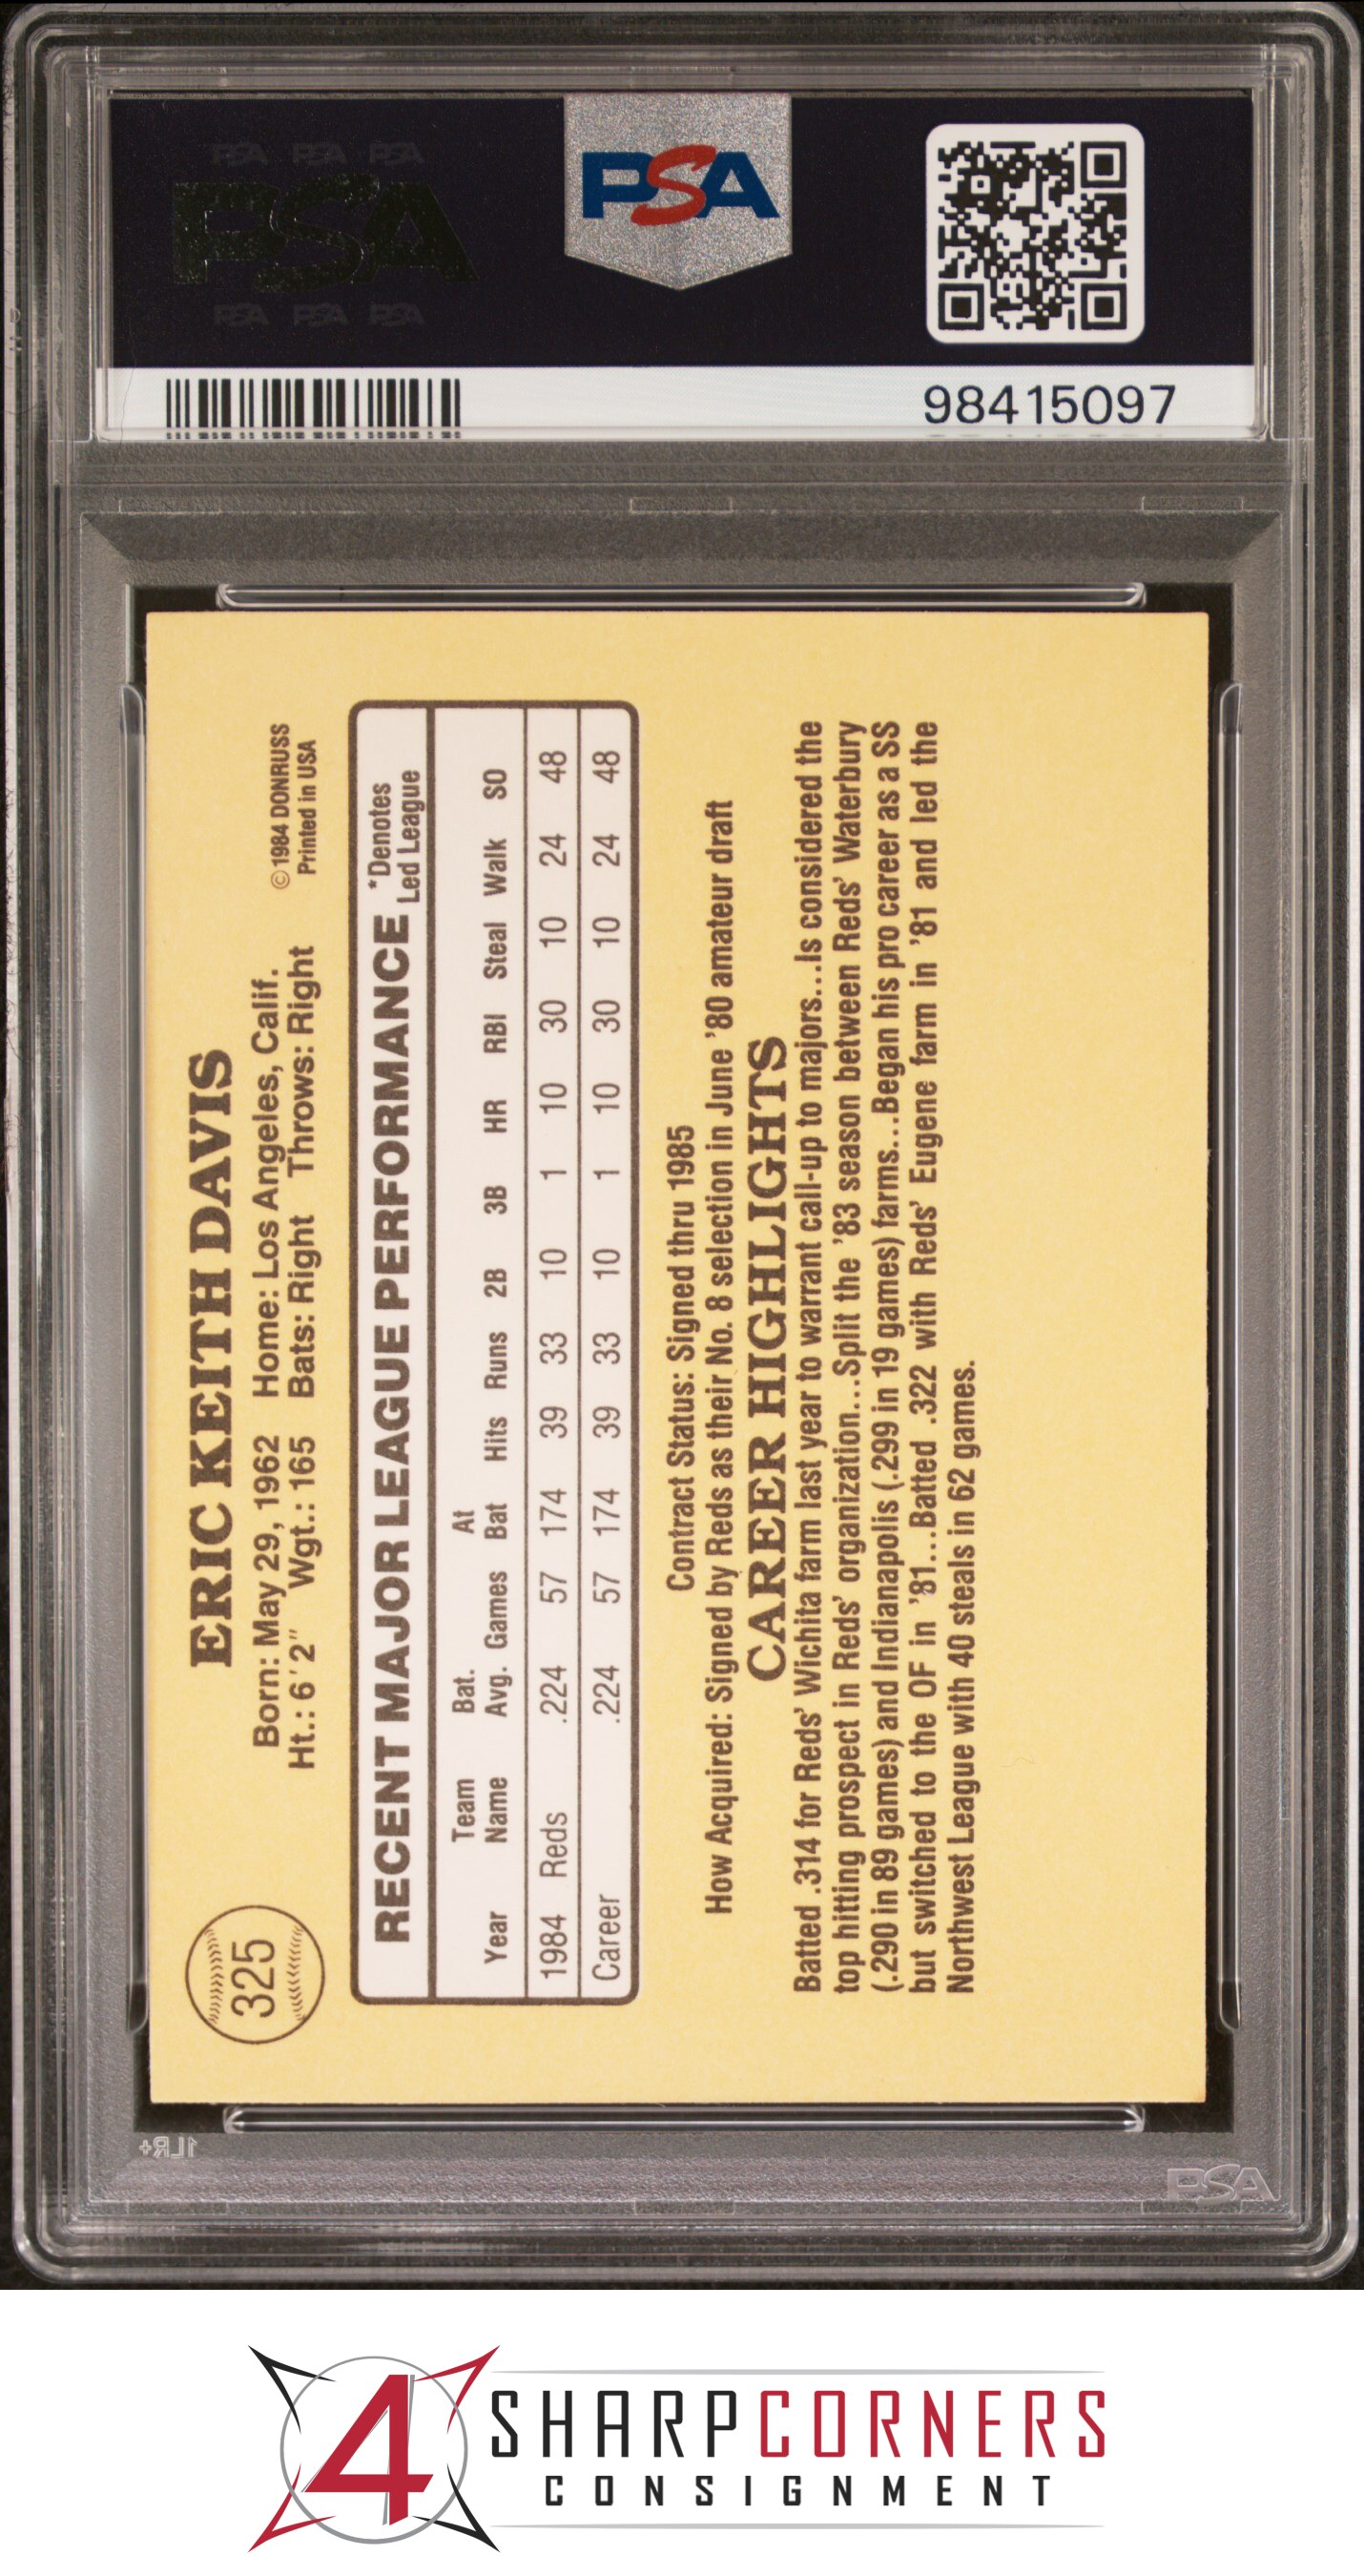 PSA PSA PSA
PSA
PSA PSA PSA
PSA
98415097
325
ERIC KEITH DAVIS
Born: May 29, 1962 Home: Los Angeles, Calif.
Ht.: 6'2" Wgt.: 165 Bats: Right Throws: Right
©1984 DONRUSS
Printed in USA
RECENT MAJOR LEAGUE PERFORMANCE *Denotes Led League
Year Team Name Bat. Avg. Games At Bat Hits Runs 2B 3B HR RBI Steal Walk SO
1984 Reds .224 57 174 39 33 10 1 10 30 10 24 48
Career .224 57 174 39 33 10 1 10 30 10 24 48
Contract Status: Signed thru 1985
How Acquired: Signed by Reds as their No. 8 selection in June '80 amateur draft
CAREER HIGHLIGHTS
Batted .314 for Reds' Wichita farm last year to warrant call-up to majors...Is considered the
top hitting prospect in Reds' organization...Split the '83 season between Reds' Waterbury
(.290 in 89 games) and Indianapolis (.299 in 19 games) farms...Began his pro career as a SS
but switched to the OF in '81...Batted .322 with Reds' Eugene farm in '81 and led the
Northwest League with 40 steals in 62 games.
1LR+
PSA
4
SHARPCORNERS
CONSIGNMENT